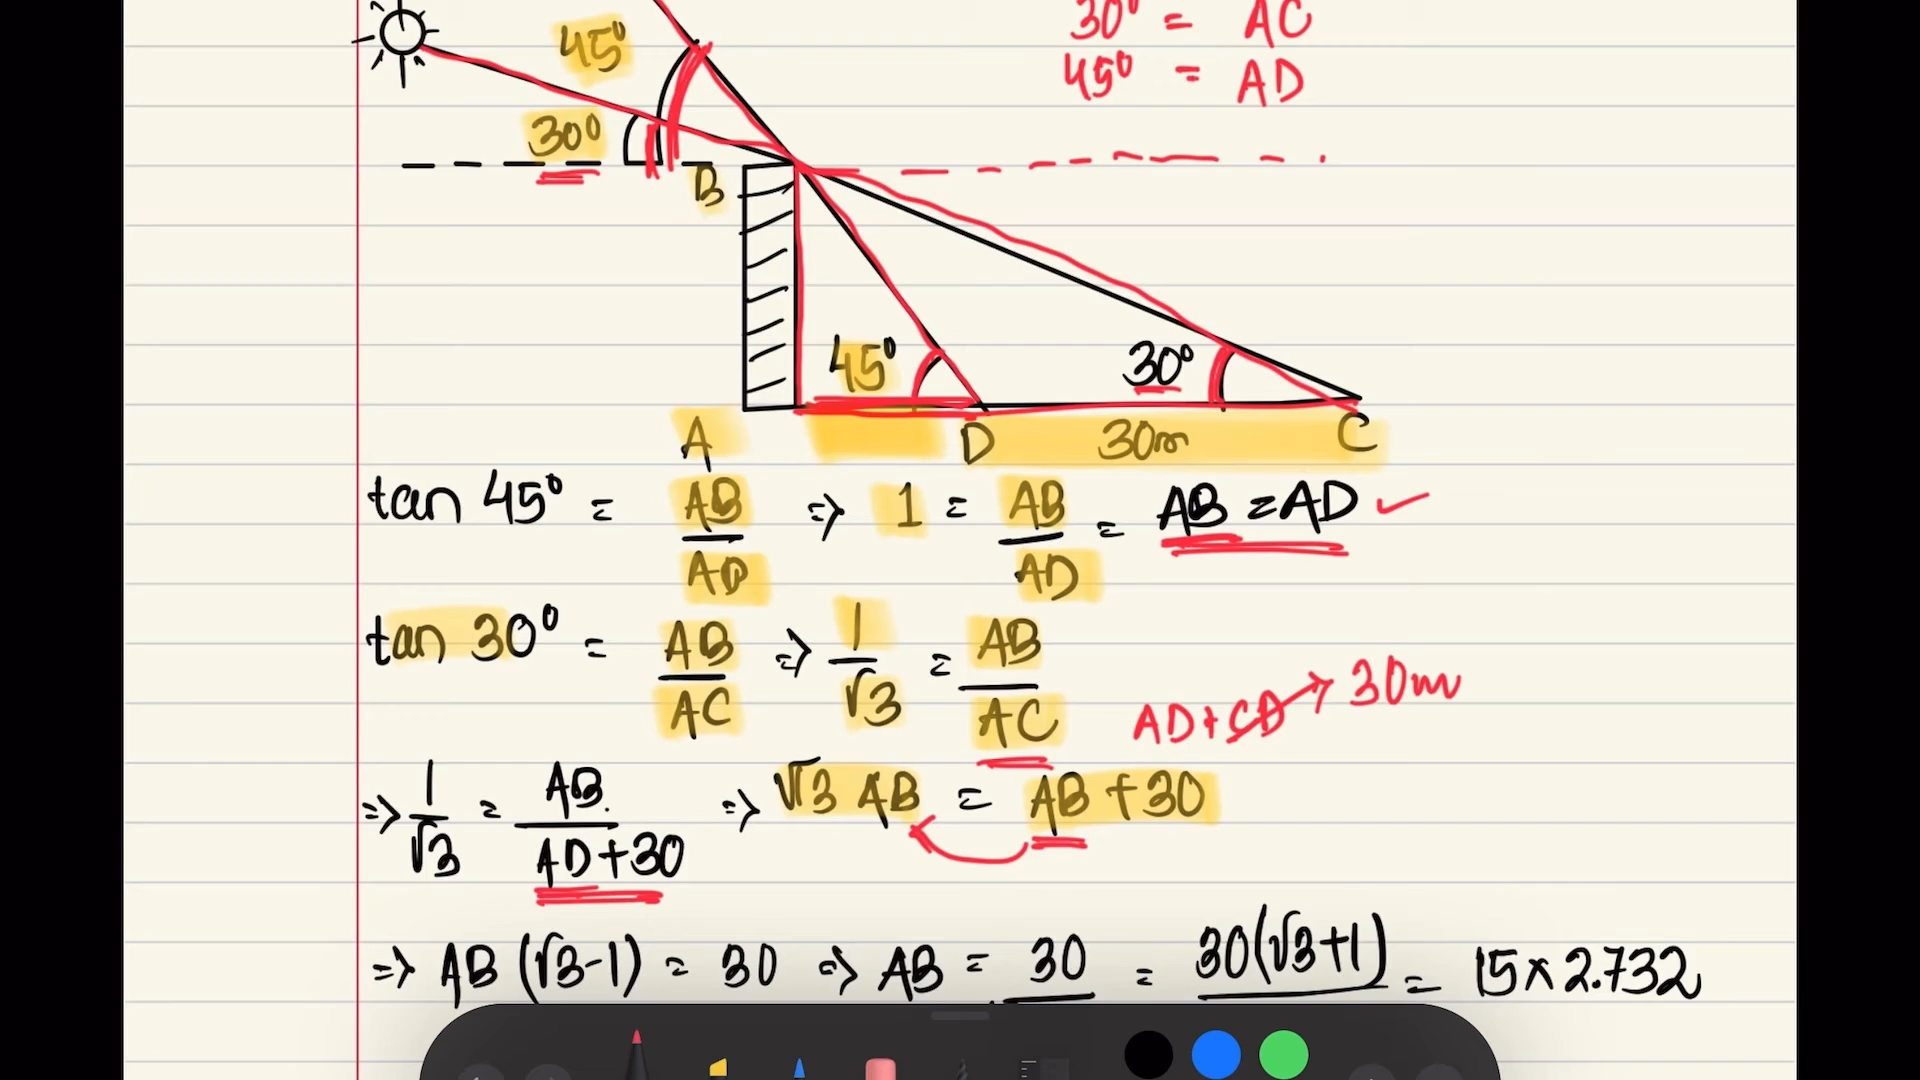 45° 30° = AC
45° = AD
30°
B
45° 30°
A D 30m C
tan 45° = AB/AD => 1 = AB/AD = AB = AD ✓
tan 30° = AB/AC => 1/√3 = AB/AC AD + CD → 30m
=> 1/√3 = AB/AD+30 => √3 AB = AB + 30
=> AB (√3-1) = 30 => AB = 30 = 30(√3+1) = 15 × 2.732